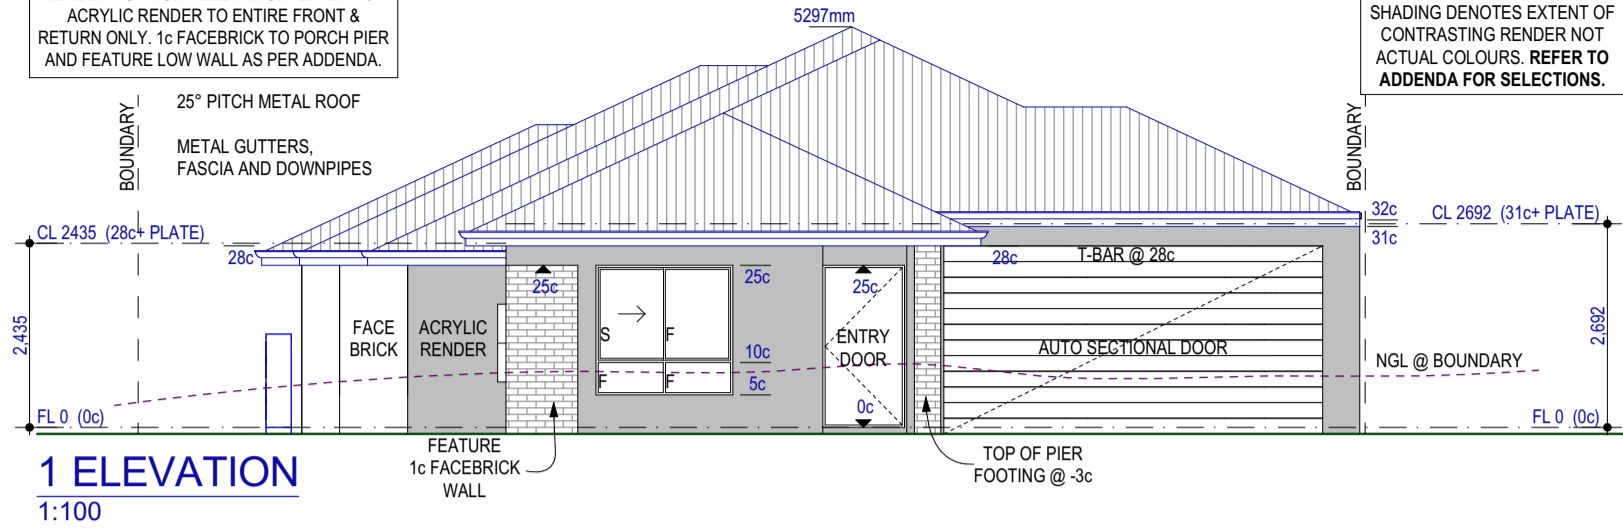 ACRYLIC RENDER TO ENTIRE FRONT &
RETURN ONLY. 1c FACEBRICK TO PORCH PIER
AND FEATURE LOW WALL AS PER ADDENDA.
SHADING DENOTES EXTENT OF
CONTRASTING RENDER NOT
ACTUAL COLOURS. REFER TO
ADDENDA FOR SELECTIONS.
5297mm
BOUNDARY
25° PITCH METAL ROOF
METAL GUTTERS,
FASCIA AND DOWNPIPES
BOUNDARY
CL 2435 (28c+ PLATE)
32c
CL 2692 (31c+ PLATE)
31c
28c
28c
T-BAR @ 28c
25c
25c
25c
2,435
FACE
BRICK
ACRYLIC
RENDER
S
F
ENTRY
DOOR
AUTO SECTIONAL DOOR
2,692
10c
NGL @ BOUNDARY
F
F
5c
0c
FL 0 (0c)
FL 0 (0c)
FEATURE
1c FACEBRICK
WALL
TOP OF PIER
FOOTING @ -3c
1 ELEVATION
1:100